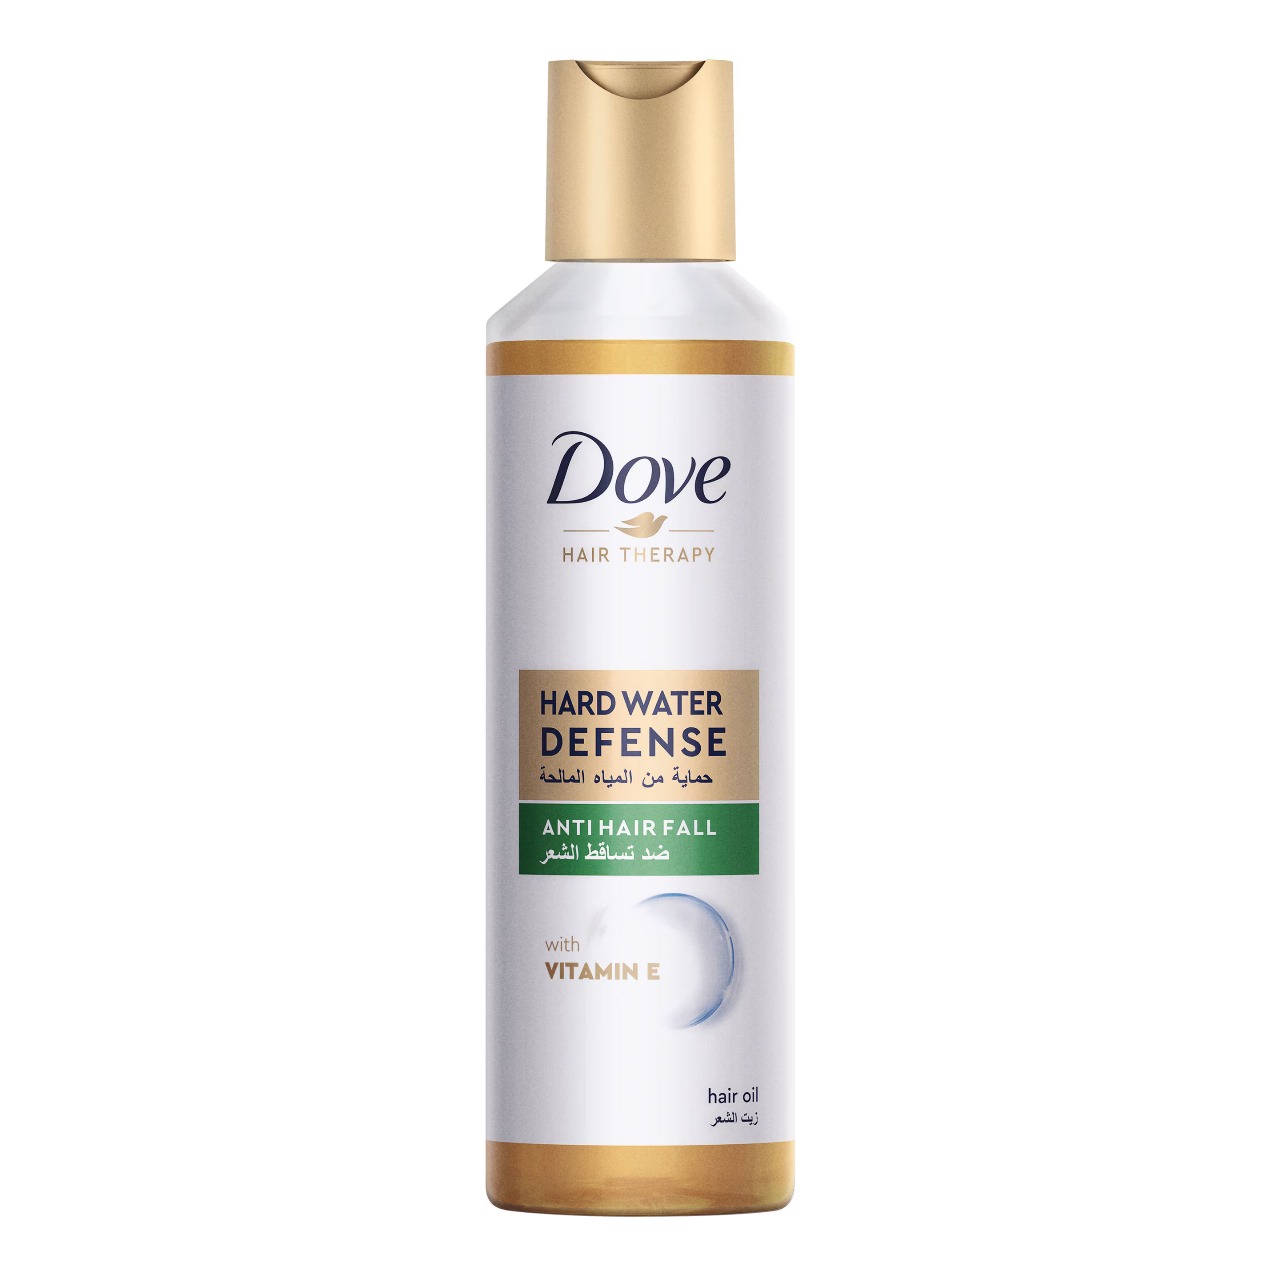 Dove
HAIR THERAPY
HARD WATER
DEFENSE
حماية من المياه المالحة
ANTI HAIR FALL
ضد تساقط الشعر
with
VITAMIN E
hair oil
زيت الشعر